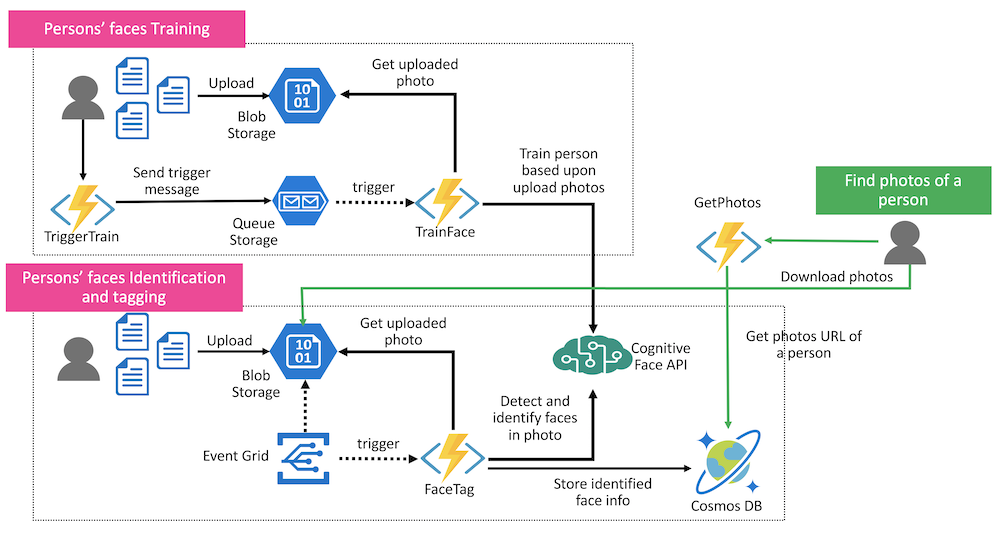 Persons’ faces Training
Upload
10
01
Blob
Storage
Get uploaded
photo
Send trigger
message
trigger
Queue
Storage
TriggerTrain
TrainFace
Train person
based upon
upload photos
Find photos of a
person
GetPhotos
Download photos
Persons’ faces Identification
and tagging
Upload
10
01
Blob
Storage
Get uploaded
photo
Cognitive
Face API
Get photos URL of
a person
Detect and
identify faces
in photo
Event Grid
trigger
FaceTag
Store identified
face info
Cosmos DB